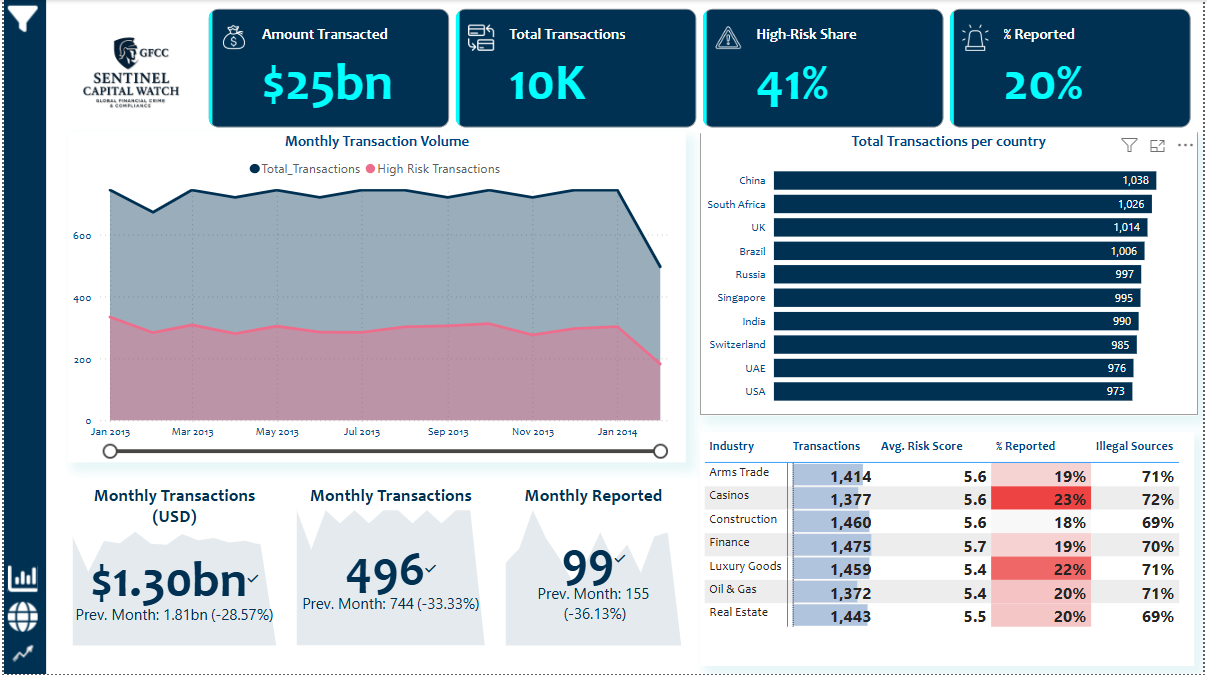 GFCC
SENTINEL
CAPITAL WATCH
GLOBAL FINANCIAL CRIME
& COMPLIANCE
Amount Transacted
$25bn
Total Transactions
10K
High-Risk Share
41%
% Reported
20%
Monthly Transaction Volume
Total_Transactions High Risk Transactions
600
400
200
0
Jan 2013 Mar 2013 May 2013 Jul 2013 Sep 2013 Nov 2013 Jan 2014
Total Transactions per country
China 1,038
South Africa 1,026
UK 1,014
Brazil 1,006
Russia 997
Singapore 995
India 990
Switzerland 985
UAE 976
USA 973
Monthly Transactions
(USD)
$1.30bn
Prev. Month: 1.81bn (-28.57%)
Monthly Transactions
496
Prev. Month: 744 (-33.33%)
Monthly Reported
99
Prev. Month: 155
(-36.13%)
Industry Transactions Avg. Risk Score % Reported Illegal Sources
Arms Trade 1,414 5.6 19% 71%
Casinos 1,377 5.6 23% 72%
Construction 1,460 5.6 18% 69%
Finance 1,475 5.7 19% 70%
Luxury Goods 1,459 5.4 22% 71%
Oil & Gas 1,372 5.4 20% 71%
Real Estate 1,443 5.5 20% 69%